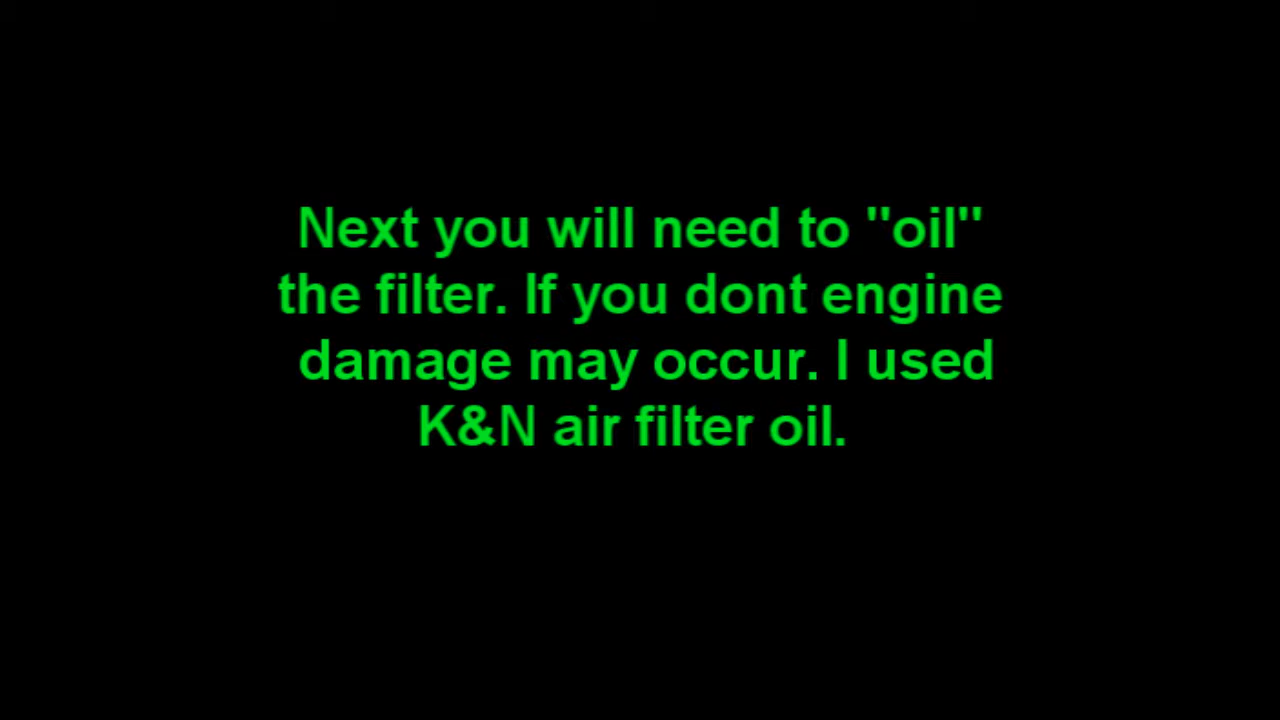 Next you will need to "oil"
the filter. If you dont engine
damage may occur. I used
K&N air filter oil.